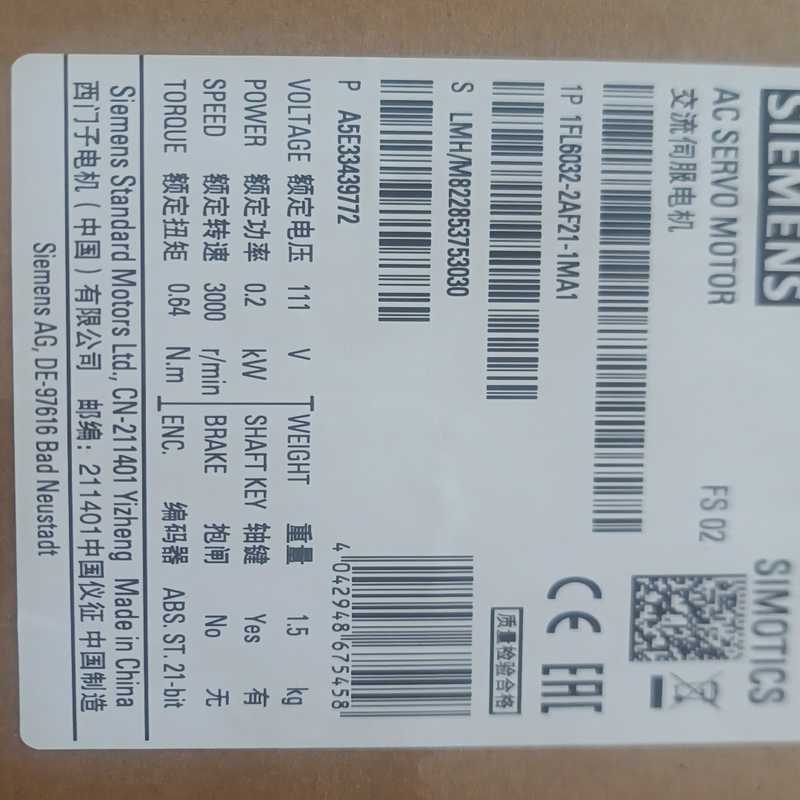 SIEMENS
SIMOTICS
AC SERVO MOTOR
FS 02
交流伺服电机
1P 1FL6032-2AF21-1MA1
CE EAC
S LMH/M822853753030
质量检验合格
P A5E33439772
4 042948 675458
VOLTAGE 额定电压 111 V
WEIGHT 重量 1.5 kg
POWER 额定功率 0.2 kW
SHAFT KEY 轴键 Yes 有
SPEED 额定转速 3000 r/min
BRAKE 抱闸 No 无
TORQUE 额定扭矩 0.64 N.m
ENC. 编码器 ABS. ST. 21-bit
Siemens Standard Motors Ltd., CN-211401 Yizheng Made in China
西门子电机（中国）有限公司 邮编：211401中国仪征 中国制造
Siemens AG, DE-97616 Bad Neustadt